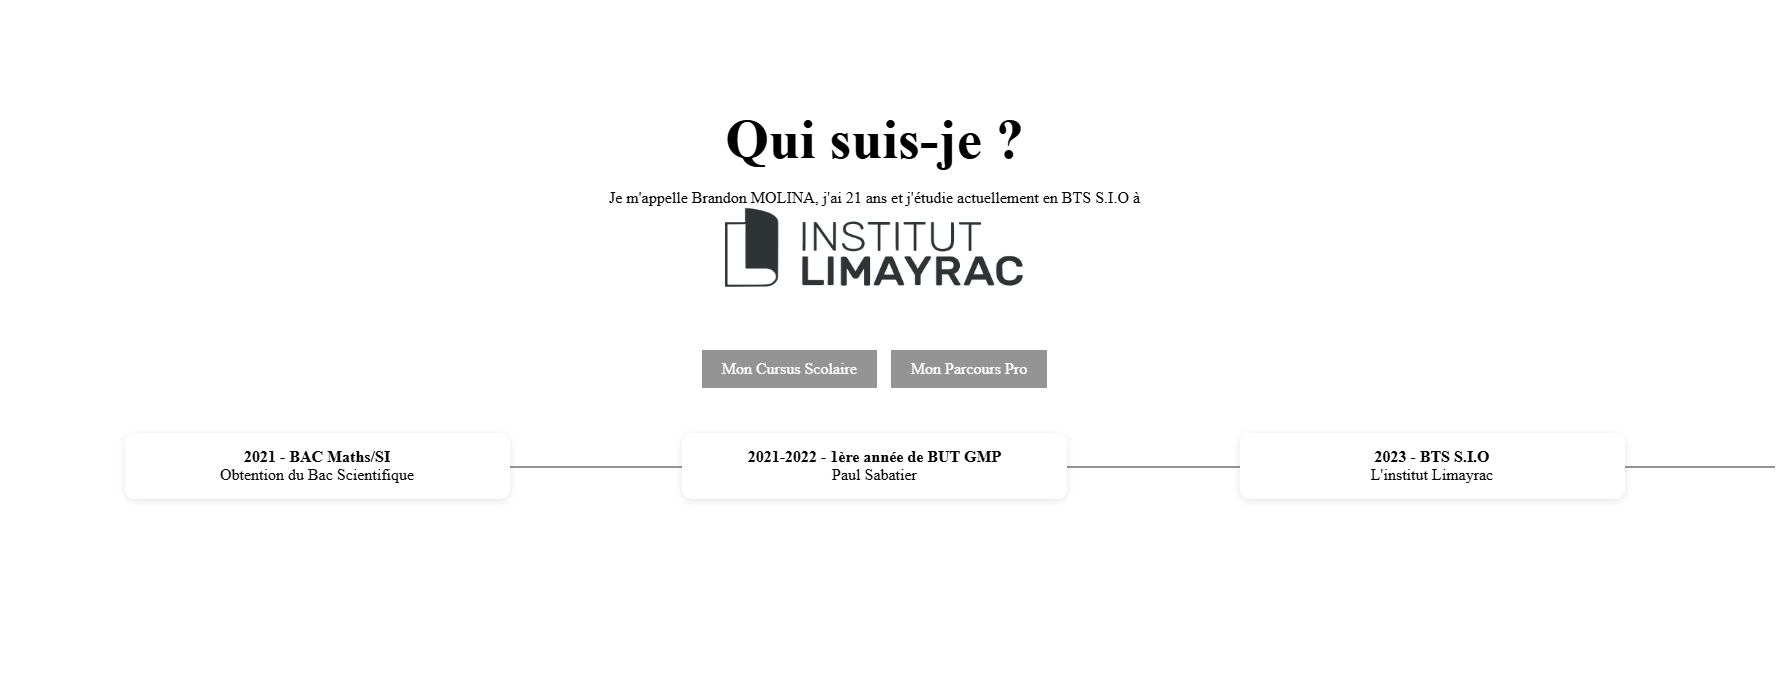 Qui suis-je ?
Je m'appelle Brandon MOLINA, j'ai 21 ans et j'étudie actuellement en BTS S.I.O à
INSTITUT
LIMAYRAC
Mon Cursus Scolaire
Mon Parcours Pro
2021 - BAC Maths/SI
Obtention du Bac Scientifique
2021-2022 - 1ère année de BUT GMP
Paul Sabatier
2023 - BTS S.I.O
L'institut Limayrac